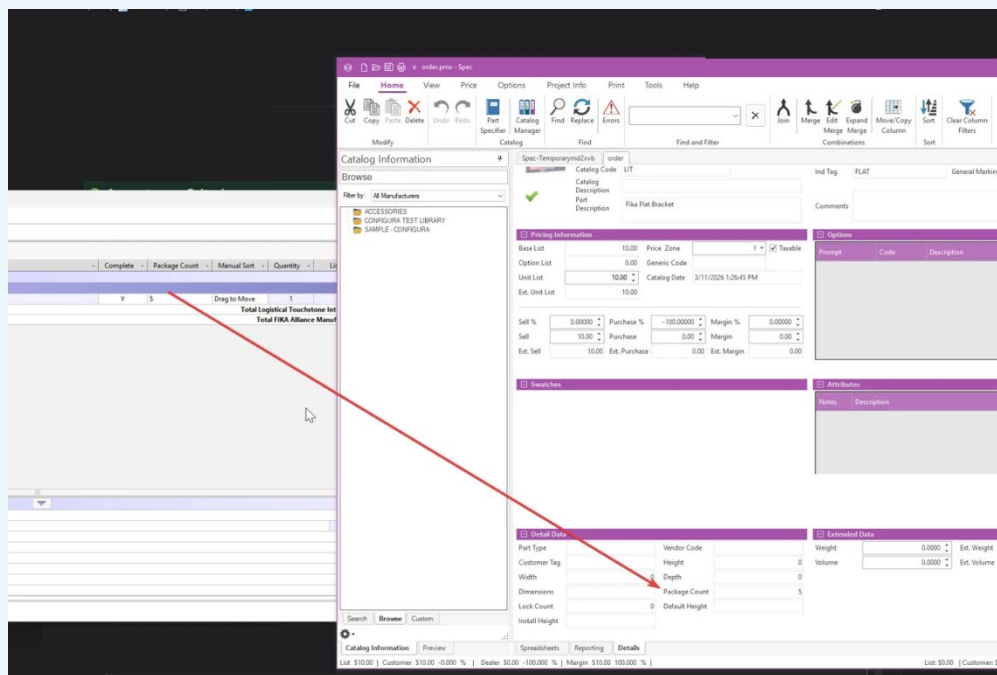 order.pms - Spec
File Home View Price Options Project Info Print Tools Help
Cut Copy Paste Delete Undo Redo Part Specifier Catalog Manager Find Replace Errors Join Merge Edit Merge Expand Merge Move/Copy Column Sort Clear Column Filters
Modify Catalog Find Find and Filter Combinations Sort
Catalog Information
Browse
Filter by: All Manufacturers
ACCESSORIES
CONFIGURA TEST LIBRARY
SAMPLE - CONFIGURA
Search Browse Custom
Catalog Information Preview
Complete Package Count Manual Sort Quantity Li
Y 5 Drag to Move 1
Total Logistical Touchstone Int
Total FIKA Alliance Manuf
Spec-Temporarymd2xvb order
Catalog Code LIT
Catalog Description
Part Description Fika Flat Bracket
Ind Tag FLAT General Markin
Comments
Pricing Information
Base List 10.00 Price Zone 1 Taxable
Option List 0.00 Generic Code
Unit List 10.00 Catalog Date 3/11/2026 1:26:45 PM
Ext. Unit List 10.00
Sell % 0.00000 Purchase % -100.00000 Margin % 0.00000
Sell 10.00 Purchase 0.00 Margin 0.00
Ext. Sell 10.00 Ext. Purchase 0.00 Ext. Margin 0.00
Options
Prompt Code Description
Swatches
Attributes
Notes Description
Detail Data
Part Type Vendor Code
Customer Tag Height 0
Width 0 Depth 0
Dimensions Package Count 5
Lock Count 0 Default Height
Install Height
Extended Data
Weight 0.0000 Ext. Weight
Volume 0.0000 Ext. Volume
Spreadsheets Reporting Details
List $10.00 | Customer $10.00 -0.000 % | Dealer $0.00 -100.000 % | Margin $10.00 100.000 % |
List: $0.00 | Customer: $